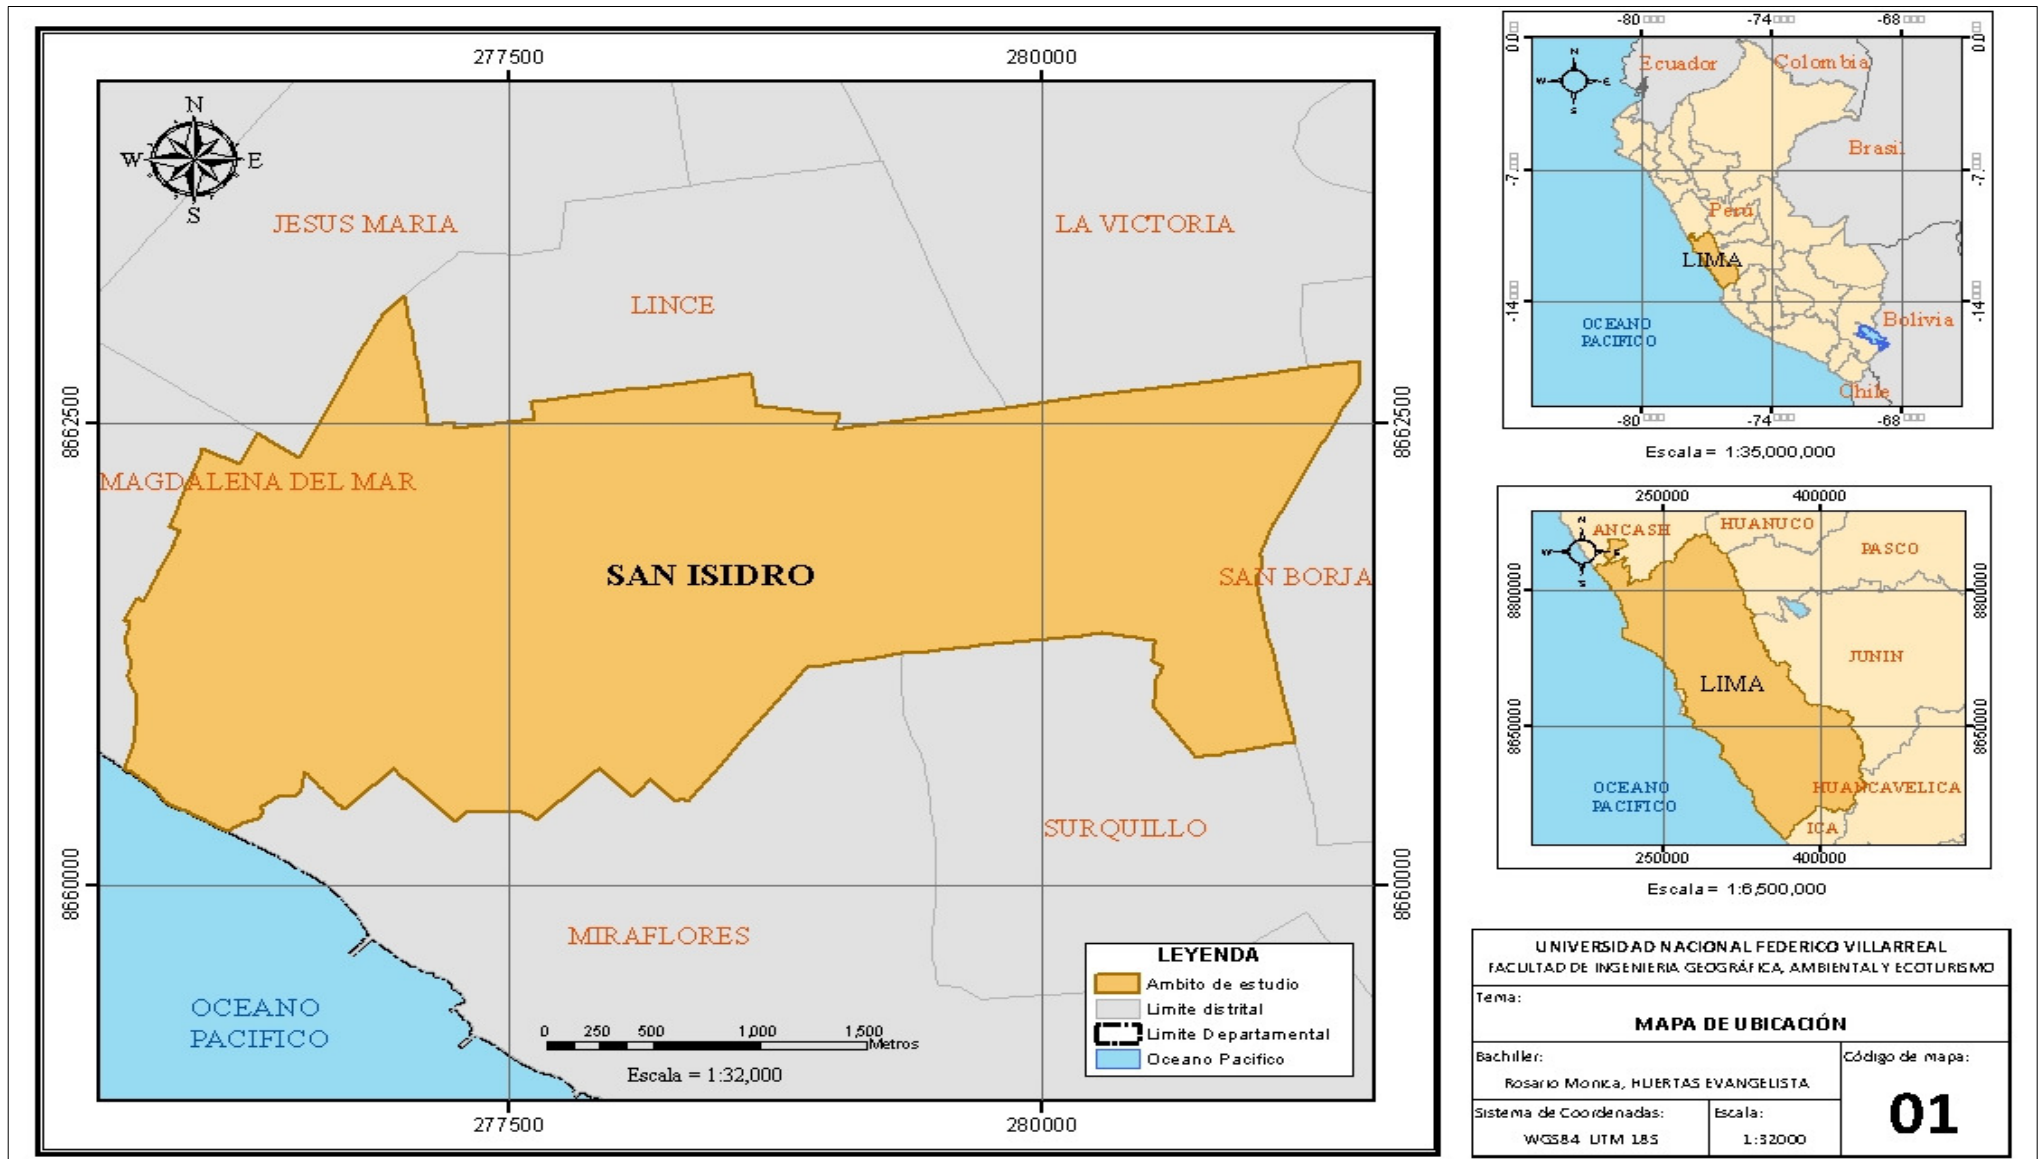 277500
280000
N
W
E
S
JESUS MARIA
LA VICTORIA
LINCE
8662500
8662500
MAGDALENA DEL MAR
SAN ISIDRO
SAN BORJA
SURQUILLO
8660000
8660000
MIRAFLORES
OCEANO
PACIFICO
0 250 500 1,000 1,500
Metros
Escala = 1:32,000
LEYENDA
Ambito de estudio
Limite distrital
Limite Departamental
Oceano Pacifico
277500
280000
-80
-74
-68
N
W
E
S
Ecuador
Colombia
Brasil
Perú
LIMA
OCEANO
PACIFICO
Bolivia
Chile
-80
-74
-68
Escala = 1:35,000,000
250000
400000
N
W
E
S
ANCASH
HUANUCO
PASCO
8800000
8800000
JUNIN
LIMA
8650000
8650000
OCEANO
PACIFICO
HUANCAVELICA
ICA
250000
400000
Escala = 1:6,500,000
UNIVERSIDAD NACIONAL FEDERICO VILLARREAL
FACULTAD DE INGENIERIA GEOGRÁFICA, AMBIENTAL Y ECOTURISMO
Tema:
MAPA DE UBICACIÓN
Bachiller:
Rosario Monica, HUERTAS EVANGELISTA
Código de mapa:
01
Sistema de Coordenadas:
WGS84 UTM 18S
Escala:
1:32000